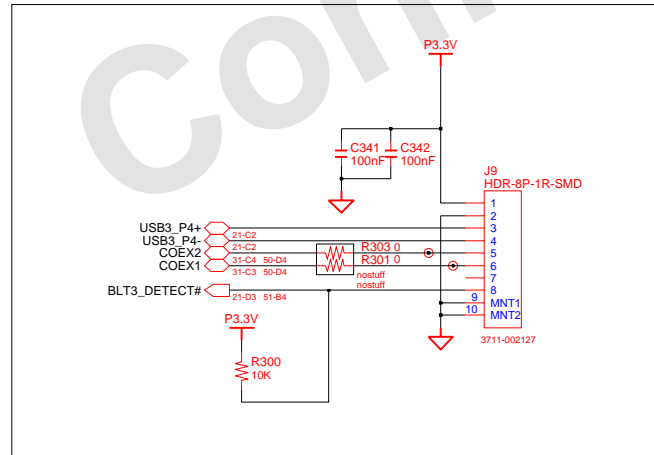 Com
P3.3V
C341
100nF
C342
100nF
J9
HDR-8P-1R-SMD
1
2
USB3_P4+
21-C2
3
USB3_P4-
21-C2
4
COEX2
31-C4 50-D4
R303 0
5
COEX1
31-C3 50-D4
R301 0
6
nostuff
nostuff
7
BLT3_DETECT#
21-D3 51-B4
8
9
MNT1
10
MNT2
3711-002127
P3.3V
R300
10K